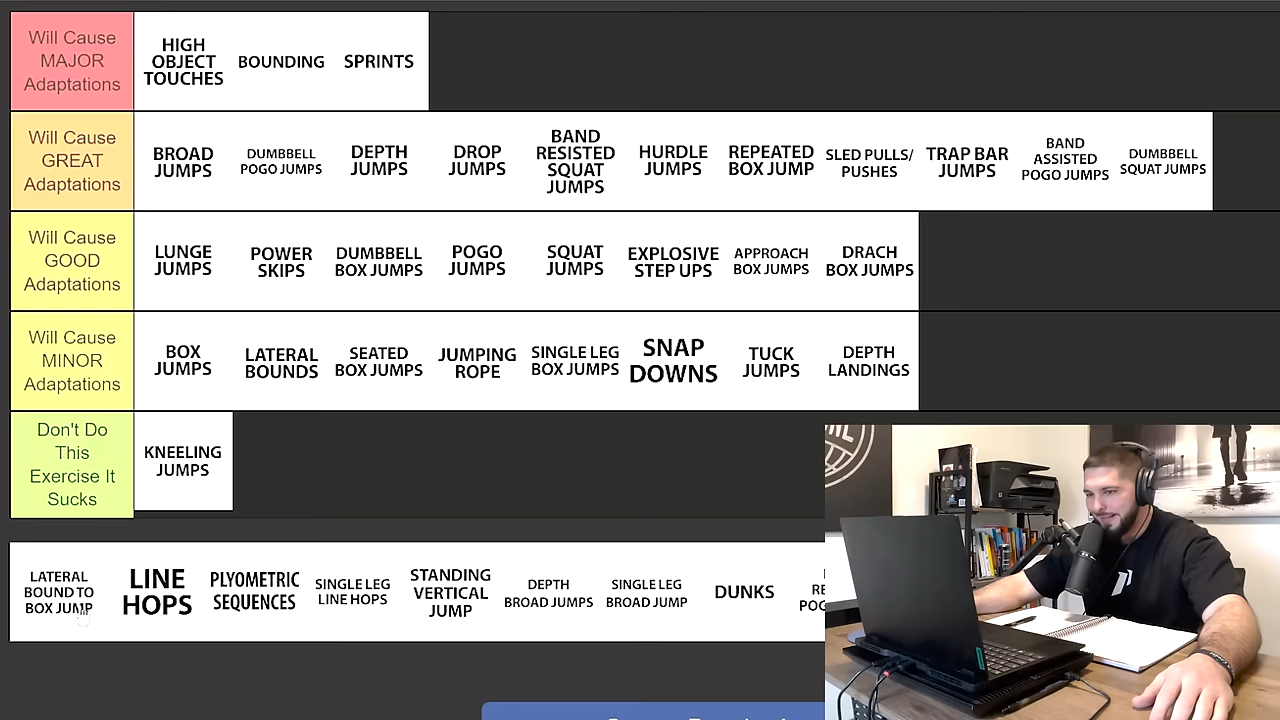 Will Cause
MAJOR
Adaptations
HIGH
OBJECT
TOUCHES
BOUNDING
SPRINTS
Will Cause
GREAT
Adaptations
BROAD
JUMPS
DUMBBELL
POGO JUMPS
DEPTH
JUMPS
DROP
JUMPS
BAND
RESISTED
SQUAT
JUMPS
HURDLE
JUMPS
REPEATED
BOX JUMP
SLED PULLS/
PUSHES
TRAP BAR
JUMPS
BAND
ASSISTED
POGO JUMPS
DUMBBELL
SQUAT JUMPS
Will Cause
GOOD
Adaptations
LUNGE
JUMPS
POWER
SKIPS
DUMBBELL
BOX JUMPS
POGO
JUMPS
SQUAT
JUMPS
EXPLOSIVE
STEP UPS
APPROACH
BOX JUMPS
DRACH
BOX JUMPS
Will Cause
MINOR
Adaptations
BOX
JUMPS
LATERAL
BOUNDS
SEATED
BOX JUMPS
JUMPING
ROPE
SINGLE LEG
BOX JUMPS
SNAP
DOWNS
TUCK
JUMPS
DEPTH
LANDINGS
Don't Do
This
Exercise It
Sucks
KNEELING
JUMPS
LATERAL
BOUND TO
BOX JUMP
LINE
HOPS
PLYOMETRIC
SEQUENCES
SINGLE LEG
LINE HOPS
STANDING
VERTICAL
JUMP
DEPTH
BROAD JUMPS
SINGLE LEG
BROAD JUMP
DUNKS